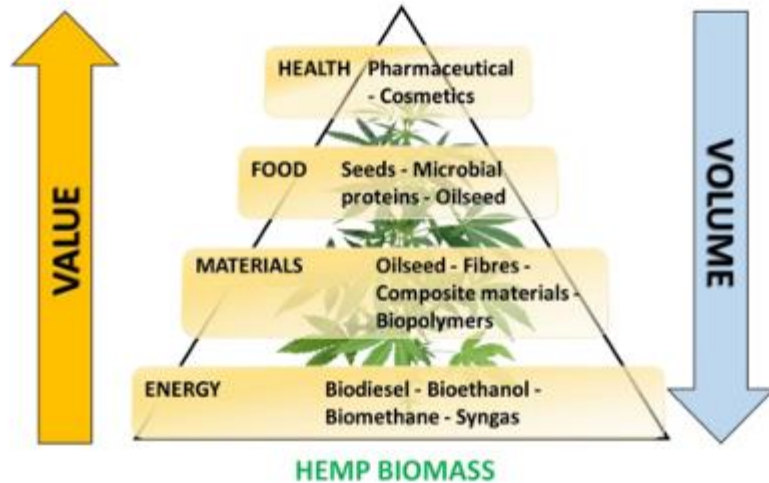 VALUE
HEALTH Pharmaceutical
- Cosmetics
FOOD Seeds - Microbial
proteins - Oilseed
MATERIALS Oilseed - Fibres -
Composite materials -
Biopolymers
ENERGY Biodiesel - Bioethanol -
Biomethane - Syngas
VOLUME
HEMP BIOMASS